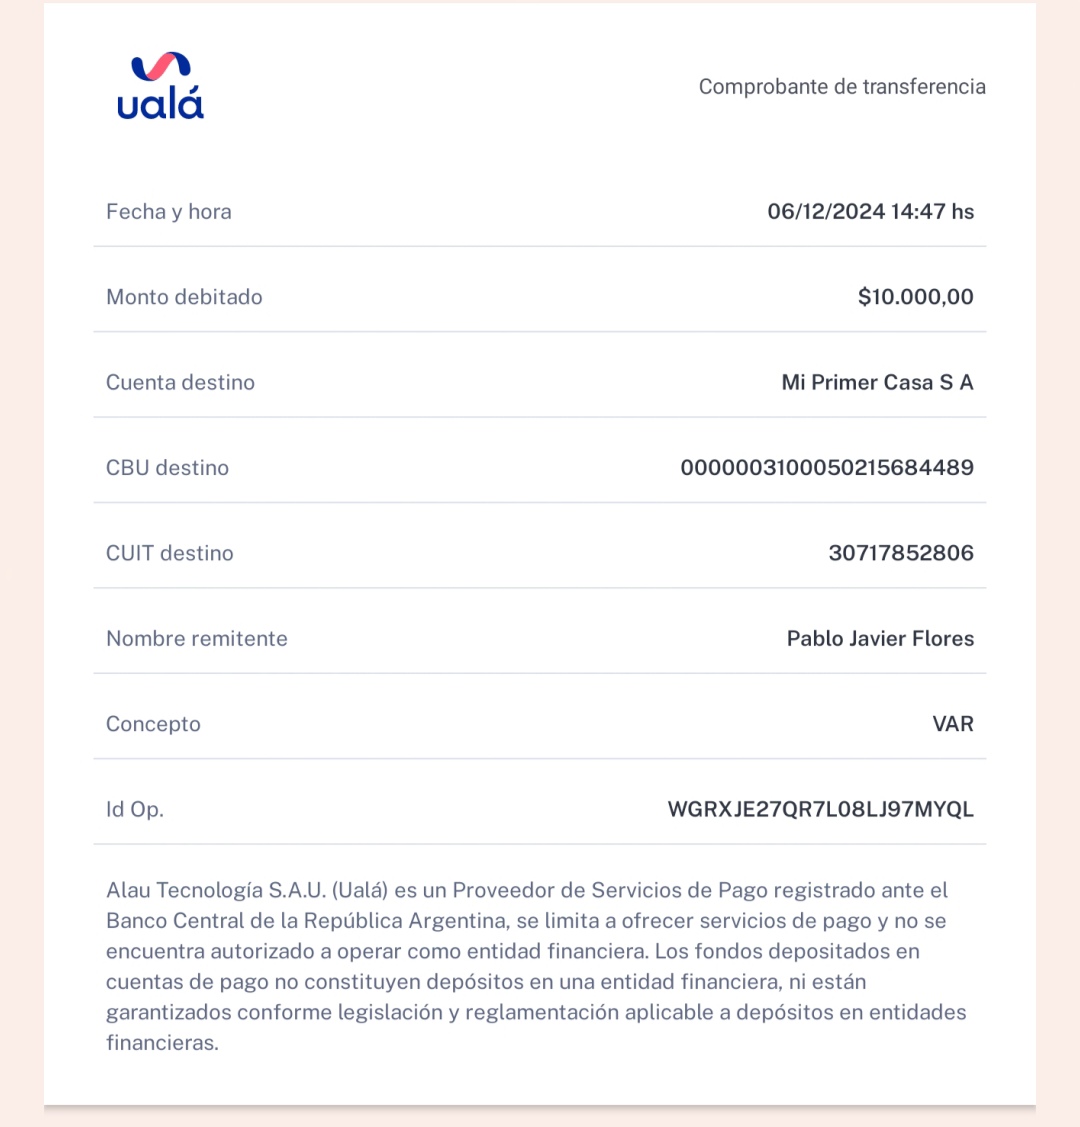 ualá
Comprobante de transferencia
Fecha y hora
06/12/2024 14:47 hs
Monto debitado
$10.000,00
Cuenta destino
Mi Primer Casa S A
CBU destino
0000003100050215684489
CUIT destino
30717852806
Nombre remitente
Pablo Javier Flores
Concepto
VAR
Id Op.
WGRXJE27QR7L08LJ97MYQL
Alau Tecnología S.A.U. (Ualá) es un Proveedor de Servicios de Pago registrado ante el
Banco Central de la República Argentina, se limita a ofrecer servicios de pago y no se
encuentra autorizado a operar como entidad financiera. Los fondos depositados en
cuentas de pago no constituyen depósitos en una entidad financiera, ni están
garantizados conforme legislación y reglamentación aplicable a depósitos en entidades
financieras.